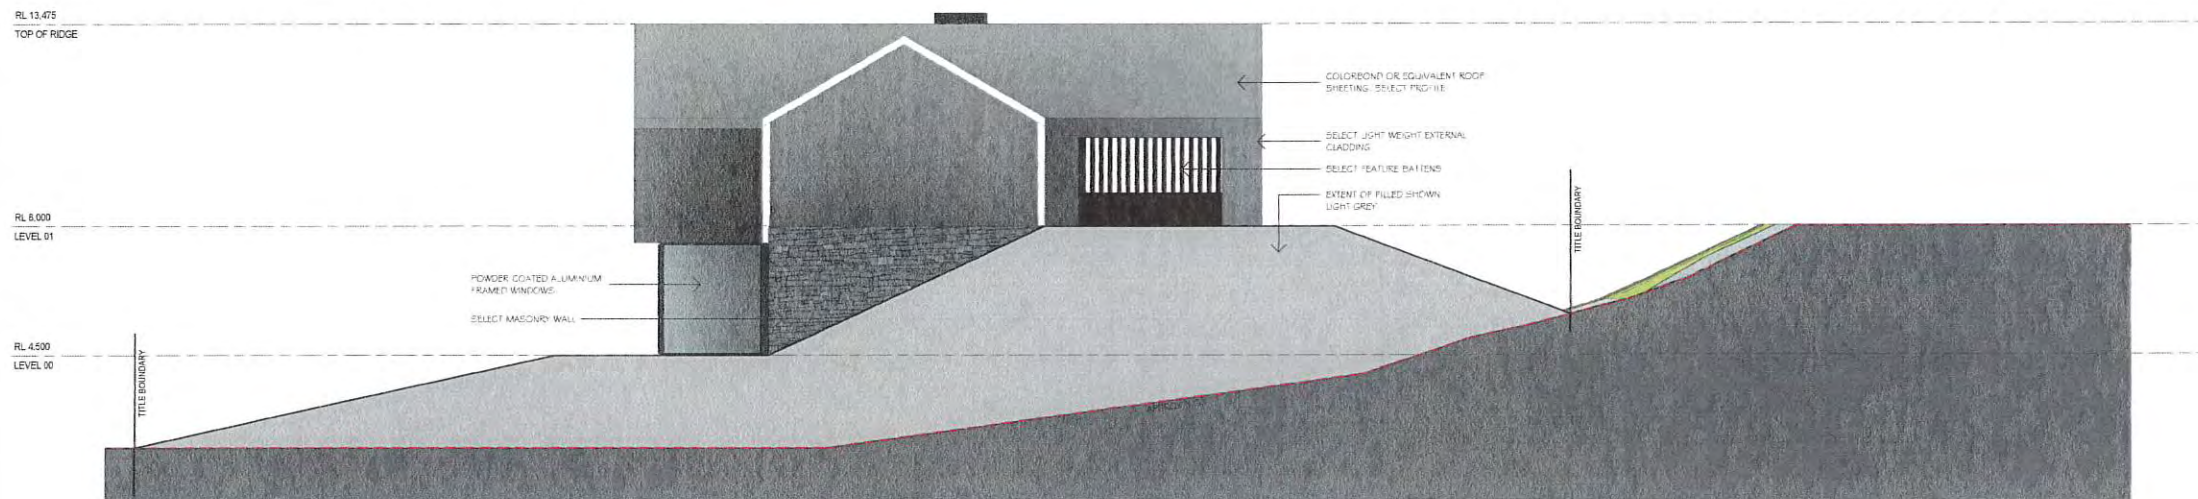 RL 13,475
TOP OF RIDGE
COLORBOND OR EQUIVALENT ROOF
SHEETING. SELECT PROFILE
SELECT LIGHT WEIGHT EXTERNAL
CLADDING
SELECT FEATURE BATTENS
EXTENT OF FILLED SHOWN
LIGHT GREY
TITLE BOUNDARY
RL 8,000
LEVEL 01
POWDER COATED ALUMINIUM
FRAMED WINDOWS
SELECT MASONRY WALL
RL 4,500
LEVEL 00
TITLE BOUNDARY